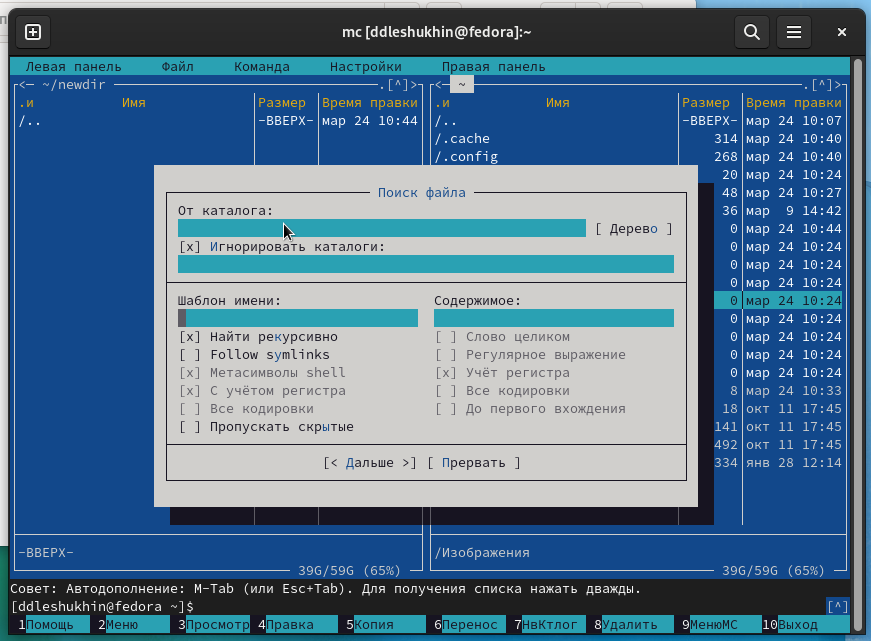 mc [ddleshukhin@fedora]:~
Левая панель Файл Команда Настройки Правая панель
<— ~/newdir .[^]> <— ~ .[^]>
.и Имя Размер Время правки .и Имя Размер Время правки
/.. -ВВЕРХ- мар 24 10:44 /.. -ВВЕРХ- мар 24 10:07
/.cache 314 мар 24 10:40
/.config 268 мар 24 10:40
20 мар 24 10:24
Поиск файла 48 мар 24 10:27
От каталога: 36 мар 9 14:42
[ Дерево ] 0 мар 24 10:44
[x] Игнорировать каталоги: 0 мар 24 10:24
0 мар 24 10:24
0 мар 24 10:24
Шаблон имени: Содержимое: 0 мар 24 10:24
0 мар 24 10:24
[x] Найти рекурсивно [ ] Слово целиком 0 мар 24 10:24
[ ] Follow symlinks [ ] Регулярное выражение 0 мар 24 10:24
[x] Метасимволы shell [x] Учёт регистра 0 мар 24 10:24
[x] С учётом регистра [ ] Все кодировки 8 мар 24 10:33
[ ] Все кодировки [ ] До первого вхождения 18 окт 11 17:45
[ ] Пропускать скрытые 141 окт 11 17:45
492 окт 11 17:45
[< Дальше >] [ Прервать ] 334 янв 28 12:14
-ВВЕРХ- /Изображения
39G/59G (65%) 39G/59G (65%)
Совет: Автодополнение: M-Tab (или Esc+Tab). Для получения списка нажать дважды.
[ddleshukhin@fedora ~]$ [^]
1Помощь 2Меню 3Просмотр 4Правка 5Копия 6Перенос 7НвКтлог 8Удалить 9МенюMC 10Выход